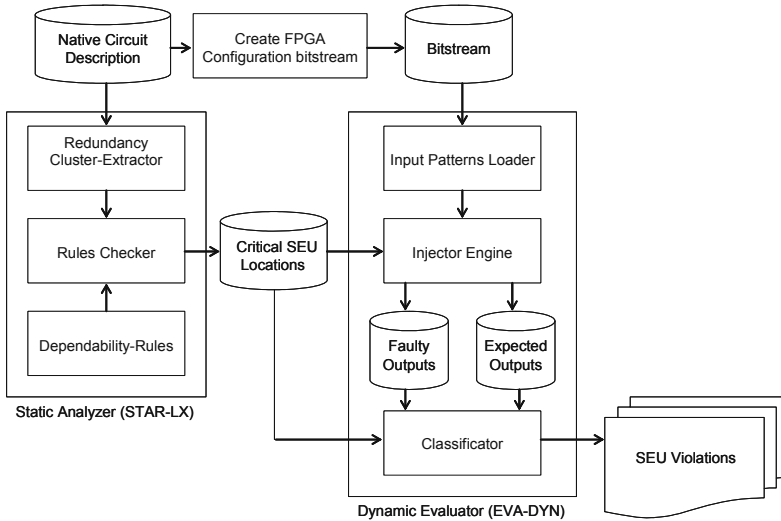 Native Circuit
Description
Create FPGA
Configuration bitstream
Bitstream
Redundancy
Cluster-Extractor
Input Patterns Loader
Rules Checker
Critical SEU
Locations
Injector Engine
Dependability-Rules
Faulty
Outputs
Expected
Outputs
Static Analyzer (STAR-LX)
Classificator
SEU Violations
Dynamic Evaluator (EVA-DYN)